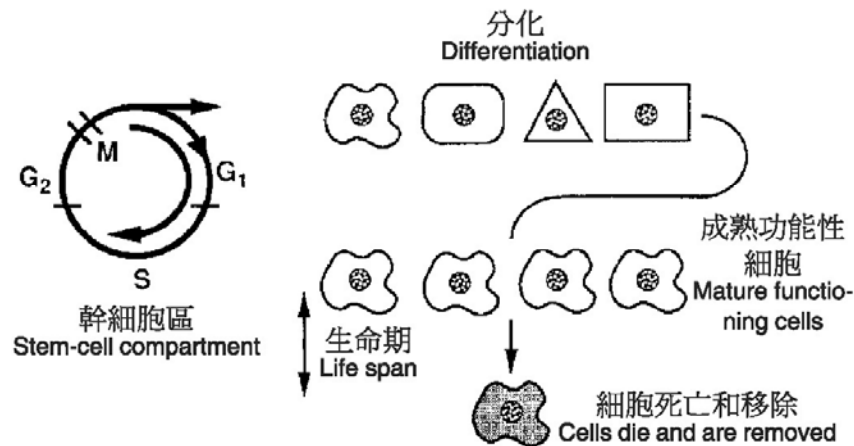 分化
Differentiation
M
G2
G1
S
幹細胞區
Stem-cell compartment
成熟功能性
細胞
Mature functio-
ning cells
生命期
Life span
細胞死亡和移除
Cells die and are removed